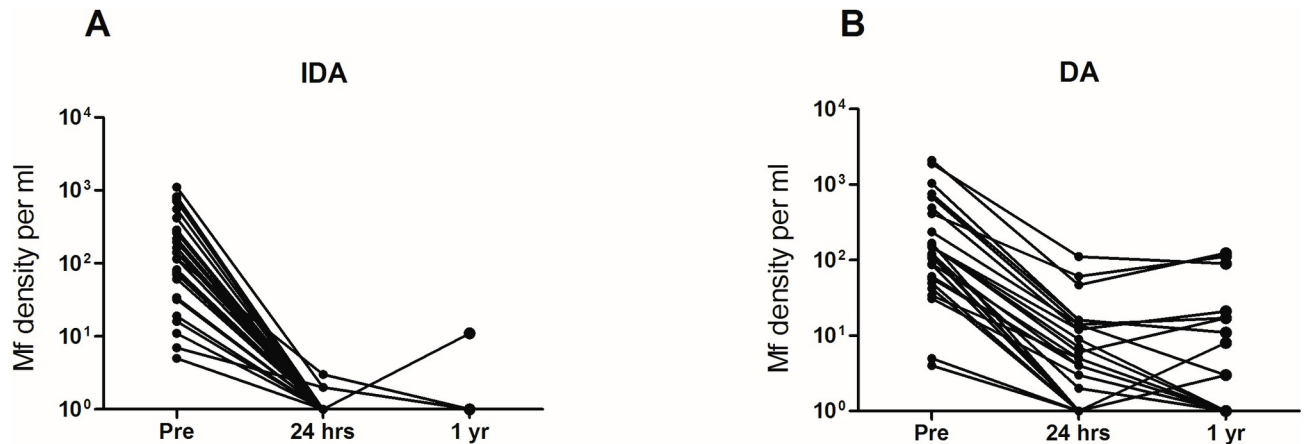 A
IDA
Mf density per ml
10⁴
10³
10²
10¹
10⁰
Pre
24 hrs
1 yr
B
DA
Mf density per ml
10⁴
10³
10²
10¹
10⁰
Pre
24 hrs
1 yr